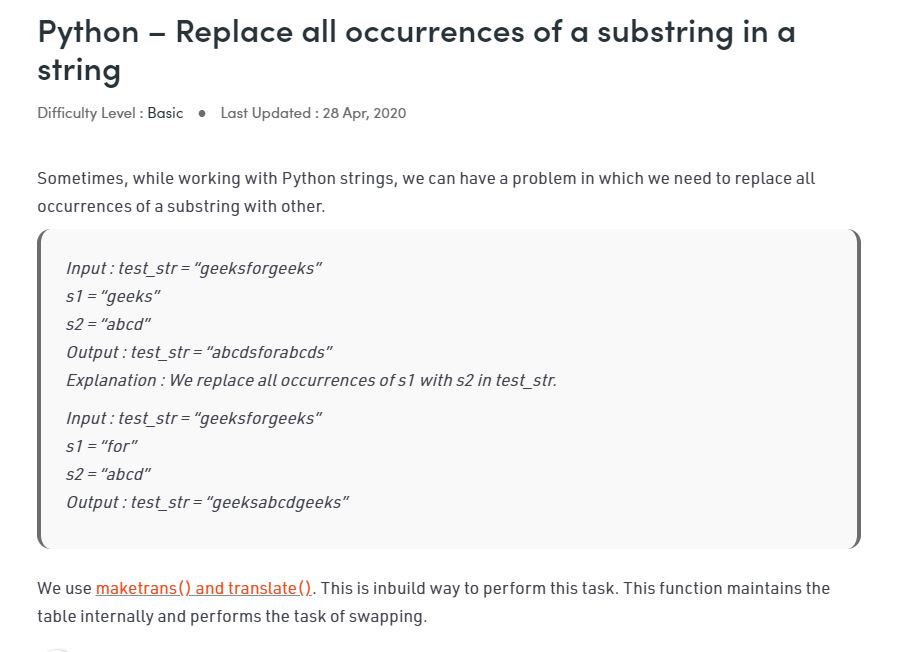 Python – Replace all occurrences of a substring in a
string
Difficulty Level : Basic ● Last Updated : 28 Apr, 2020
Sometimes, while working with Python strings, we can have a problem in which we need to replace all
occurrences of a substring with other.
Input : test_str = “geeksforgeeks”
s1 = “geeks”
s2 = “abcd”
Output : test_str = “abcdsforabcds”
Explanation : We replace all occurrences of s1 with s2 in test_str.
Input : test_str = “geeksforgeeks”
s1 = “for”
s2 = “abcd”
Output : test_str = “geeksabcdgeeks”
We use maketrans() and translate(). This is inbuild way to perform this task. This function maintains the
table internally and performs the task of swapping.